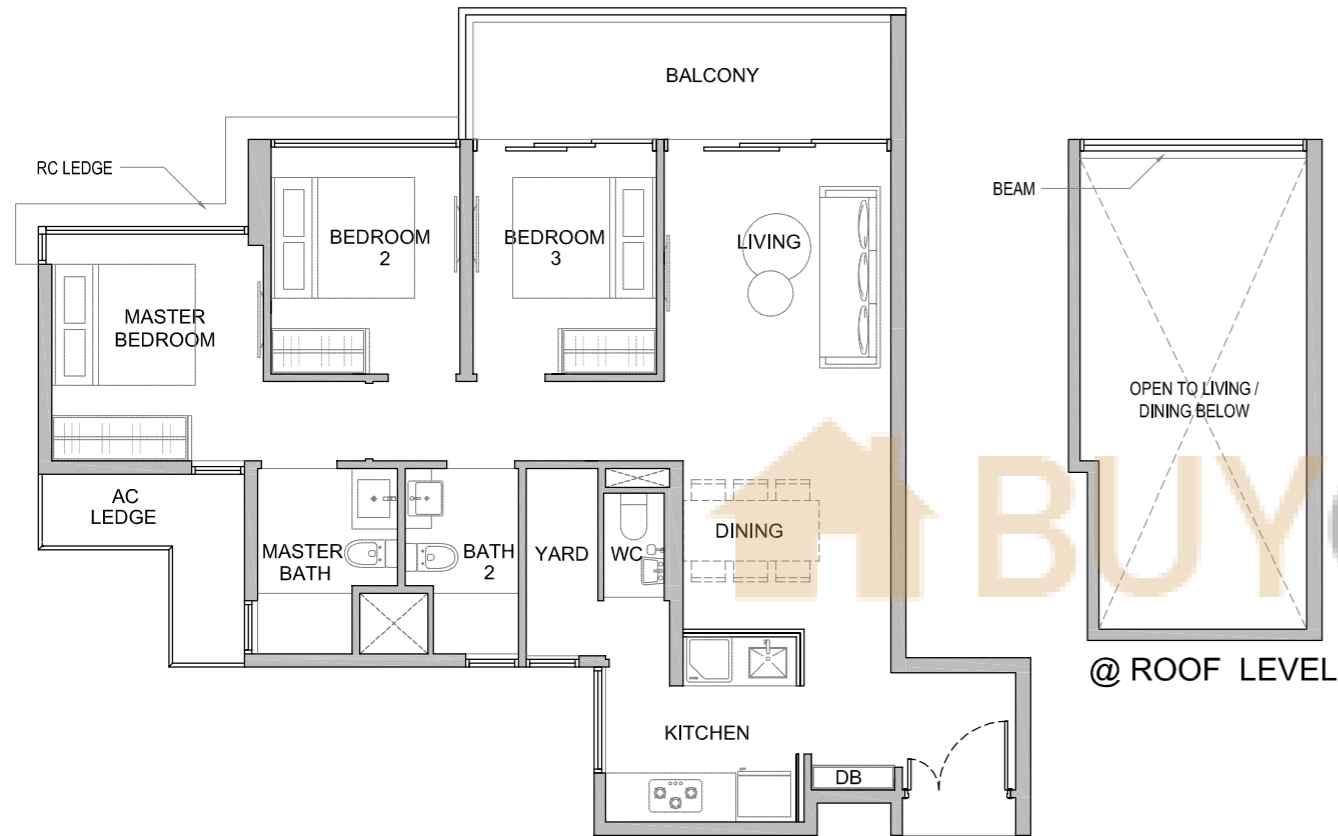 BALCONY
RC LEDGE
BEAM
BEDROOM
2
BEDROOM
3
LIVING
MASTER
BEDROOM
OPEN TO LIVING /
DINING BELOW
AC
LEDGE
MASTER
BATH
BATH
2
YARD
WC
DINING
BUY
@ ROOF LEVEL
KITCHEN
DB